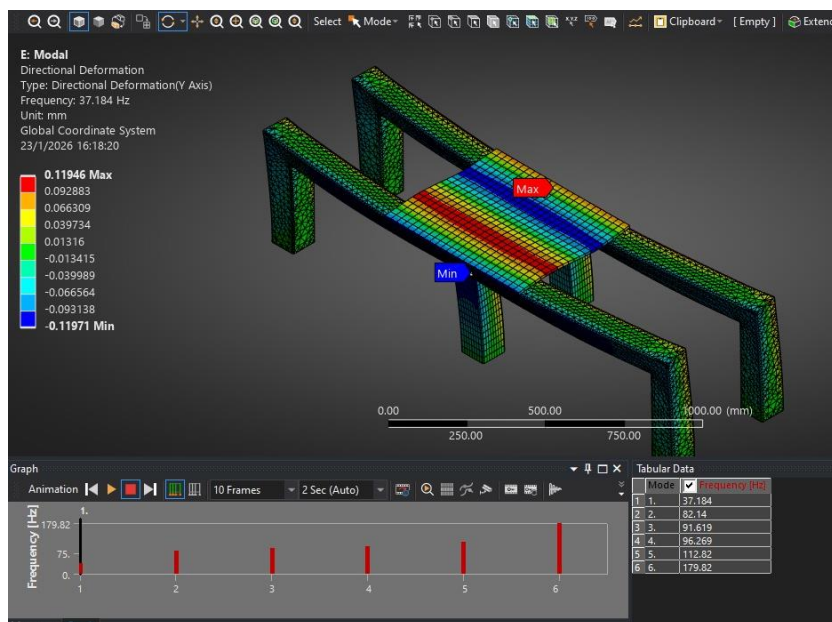 Select Mode Clipboard [ Empty ] Extend
E: Modal
Directional Deformation
Type: Directional Deformation(Y Axis)
Frequency: 37.184 Hz
Unit: mm
Global Coordinate System
23/1/2026 16:18:20
0.11946 Max
0.092883
0.066309
0.039734
0.01316
-0.013415
-0.039989
-0.066564
-0.093138
-0.11971 Min
Max
Min
0.00 500.00 1000.00 (mm)
250.00 750.00
Graph
Animation 10 Frames 2 Sec (Auto)
Frequency [Hz]
179.82
75.
0.
1.
1 2 3 4 5 6
Tabular Data
Mode Frequency [Hz]
1 1. 37.184
2 2. 82.14
3 3. 91.619
4 4. 96.269
5 5. 112.82
6 6. 179.82